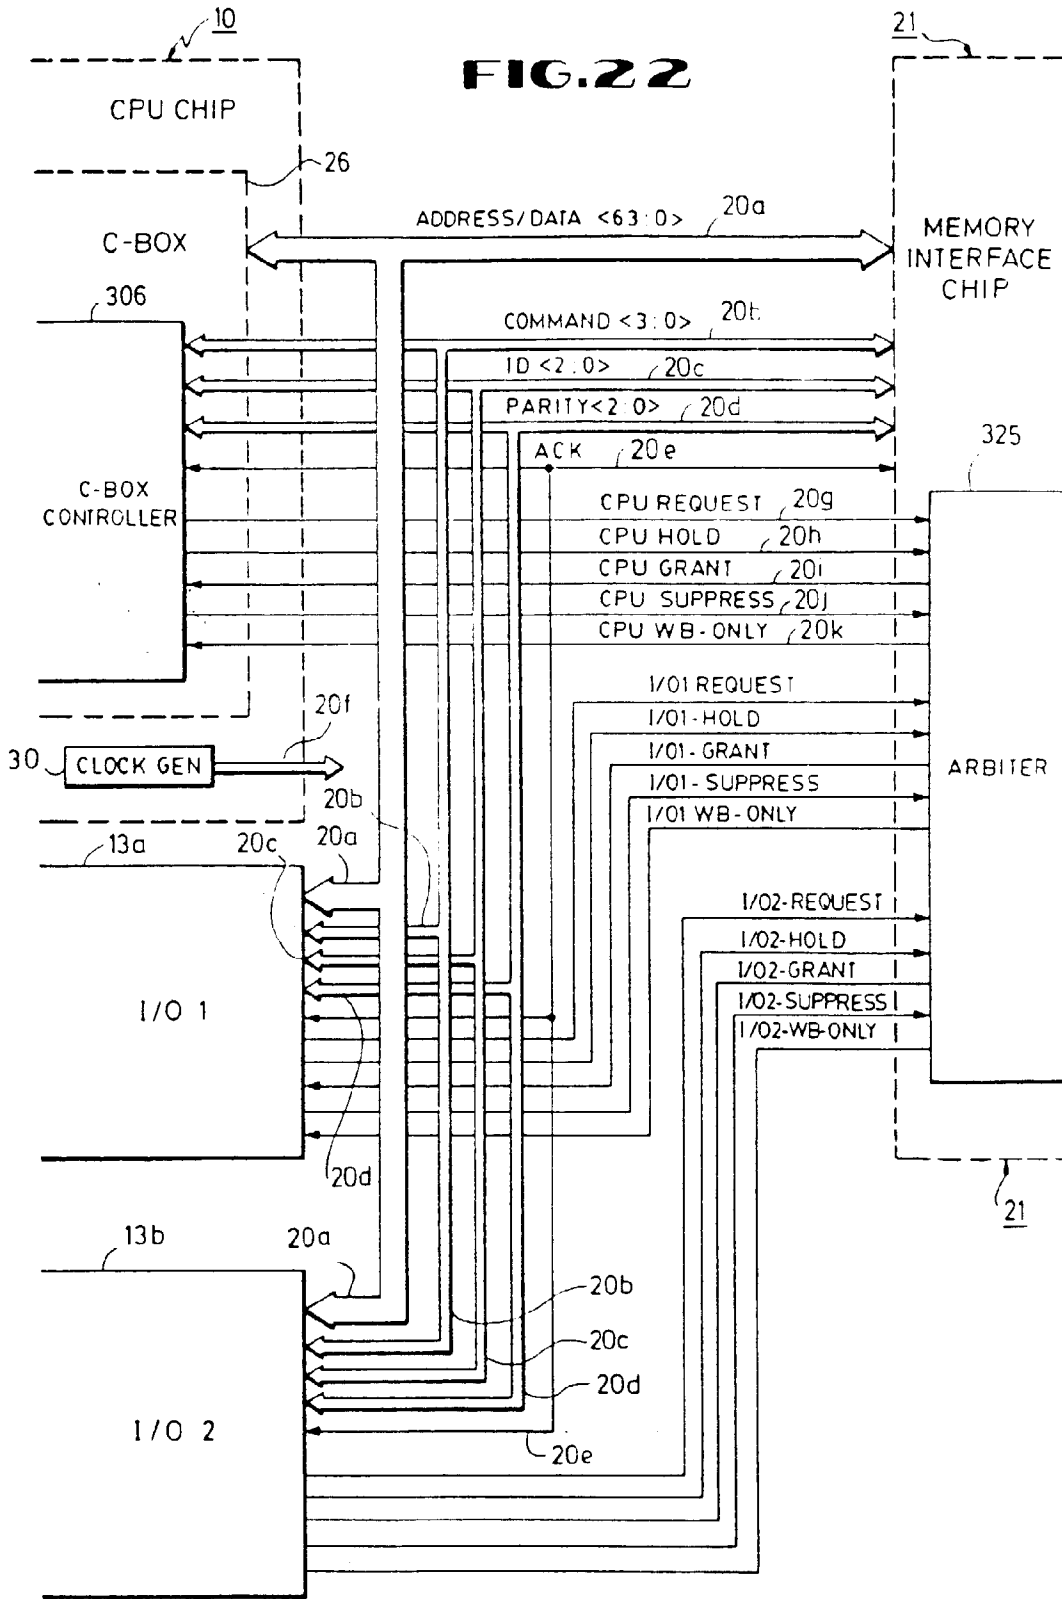 10
21
FIG.22
CPU CHIP
26
ADDRESS/DATA <63:0>
20a
C-BOX
MEMORY
INTERFACE
CHIP
306
COMMAND <3:0>
20b
ID <2:0>
20c
PARITY<2:0>
20d
ACK
20e
325
C-BOX
CONTROLLER
CPU REQUEST
20g
CPU HOLD
20h
CPU GRANT
20i
CPU SUPPRESS
20j
CPU WB-ONLY
20k
I/O1 REQUEST
I/O1-HOLD
I/O1-GRANT
I/O1-SUPPRESS
I/O1 WB-ONLY
ARBITER
20f
30
CLOCK GEN
20b
13a
20c
20a
I/O 1
I/O2-REQUEST
I/O2-HOLD
I/O2-GRANT
I/O2-SUPPRESS
I/O2-WB-ONLY
20d
21
13b
20a
20b
20c
20d
I/O 2
20e